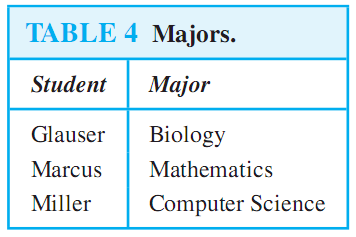 TABLE 4 Majors.
Student Major
Glauser Biology
Marcus Mathematics
Miller Computer Science